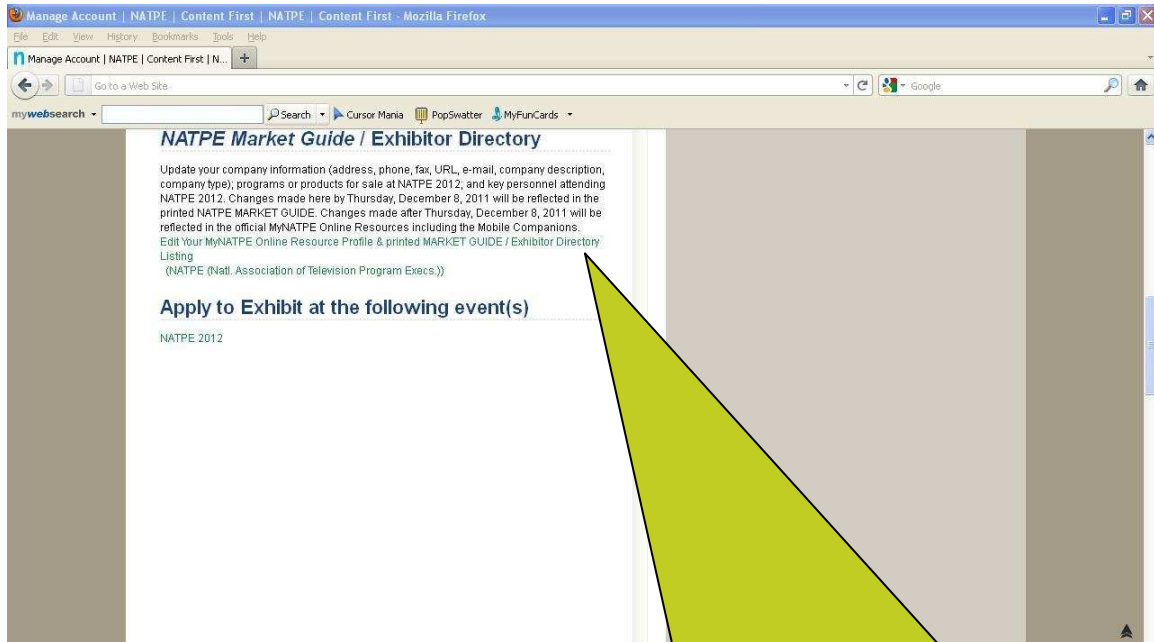 Manage Account | NATPE | Content First | NATPE | Content First - Mozilla Firefox
File Edit View History Bookmarks Tools Help
Manage Account | NATPE | Content First | N...
Go to a Web Site
Google
mywebsearch
Search
Cursor Mania
PopSwatter
MyFunCards
NATPE Market Guide / Exhibitor Directory
Update your company information (address, phone, fax, URL, e-mail, company description,
company type); programs or products for sale at NATPE 2012; and key personnel attending
NATPE 2012. Changes made here by Thursday, December 8, 2011 will be reflected in the
printed NATPE MARKET GUIDE. Changes made after Thursday, December 8, 2011 will be
reflected in the official MyNATPE Online Resources including the Mobile Companions.
Edit Your MyNATPE Online Resource Profile & printed MARKET GUIDE / Exhibitor Directory
Listing
(NATPE (Natl. Association of Television Program Execs.))
Apply to Exhibit at the following event(s)
NATPE 2012